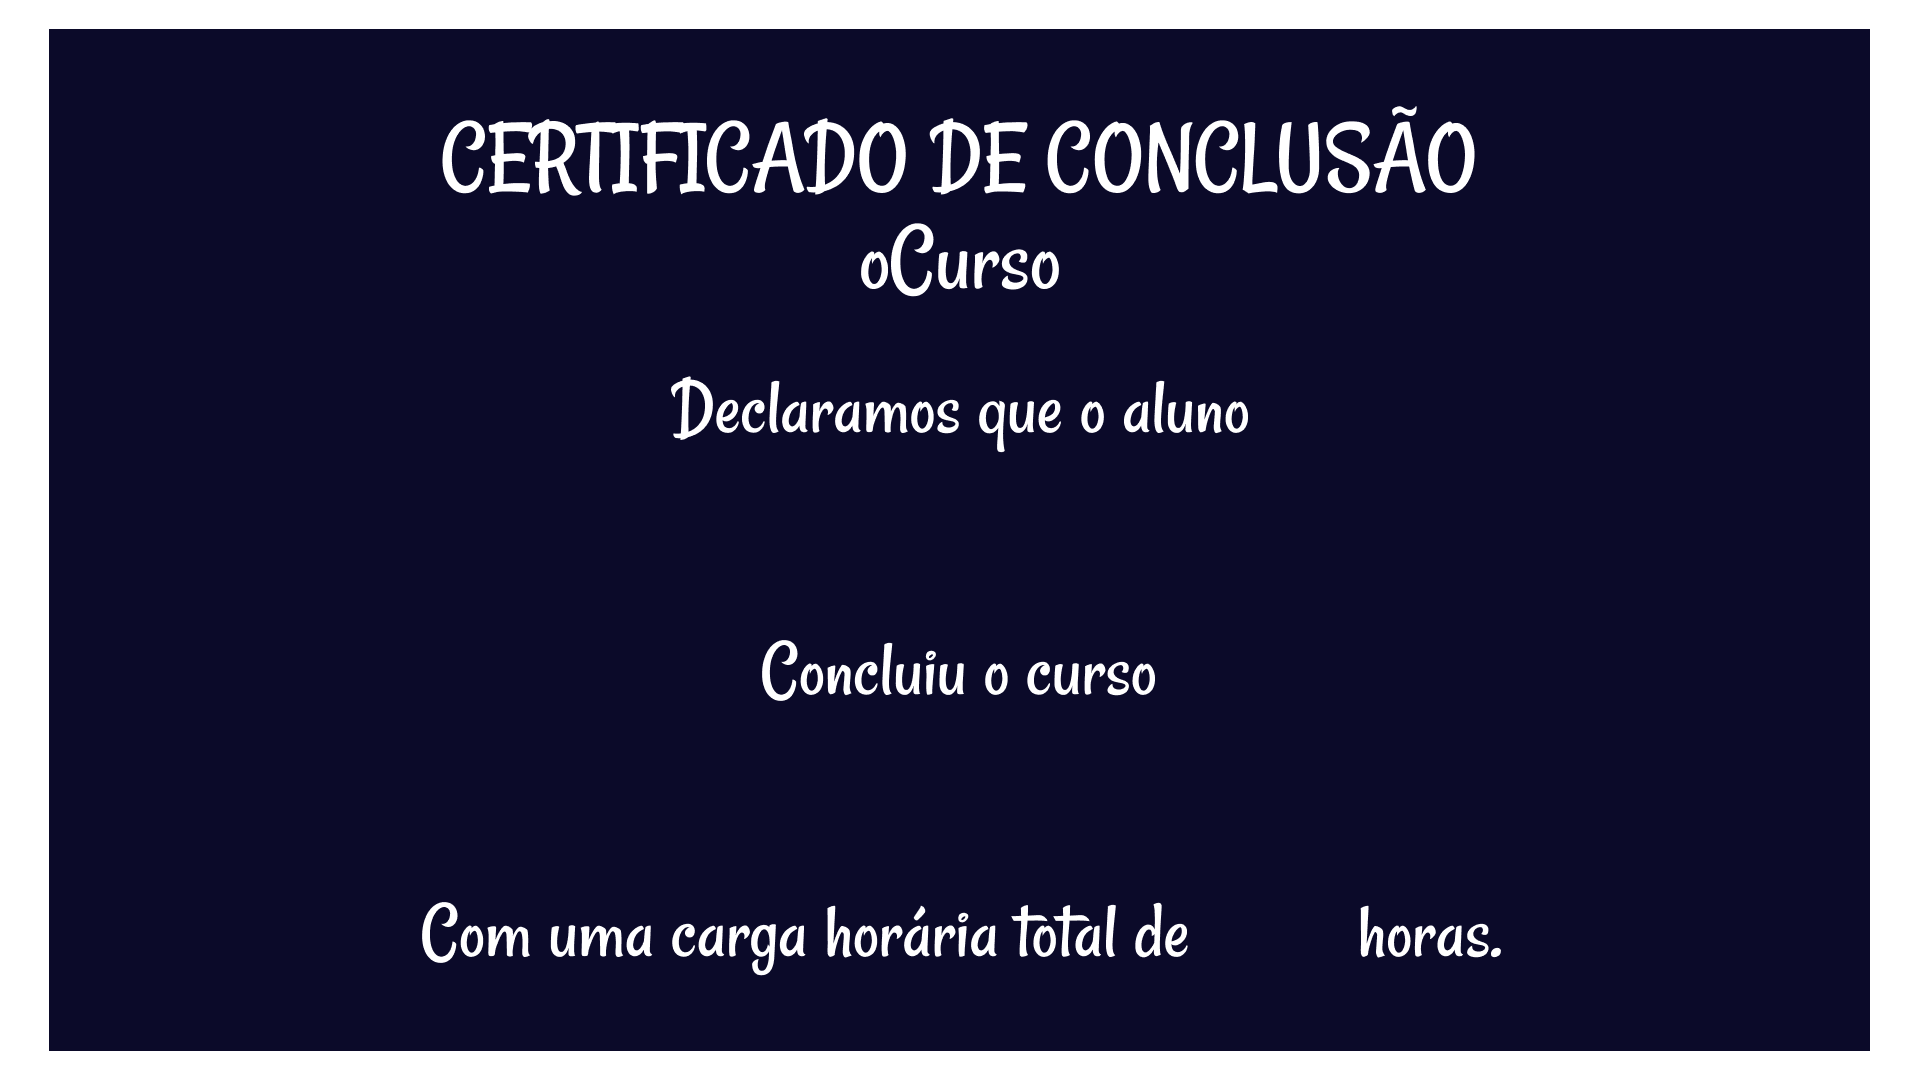 CERTIFICADO DE CONCLUSÃO
oCurso
Declaramos que o aluno
Concluiu o curso
Com uma carga horária total de horas.